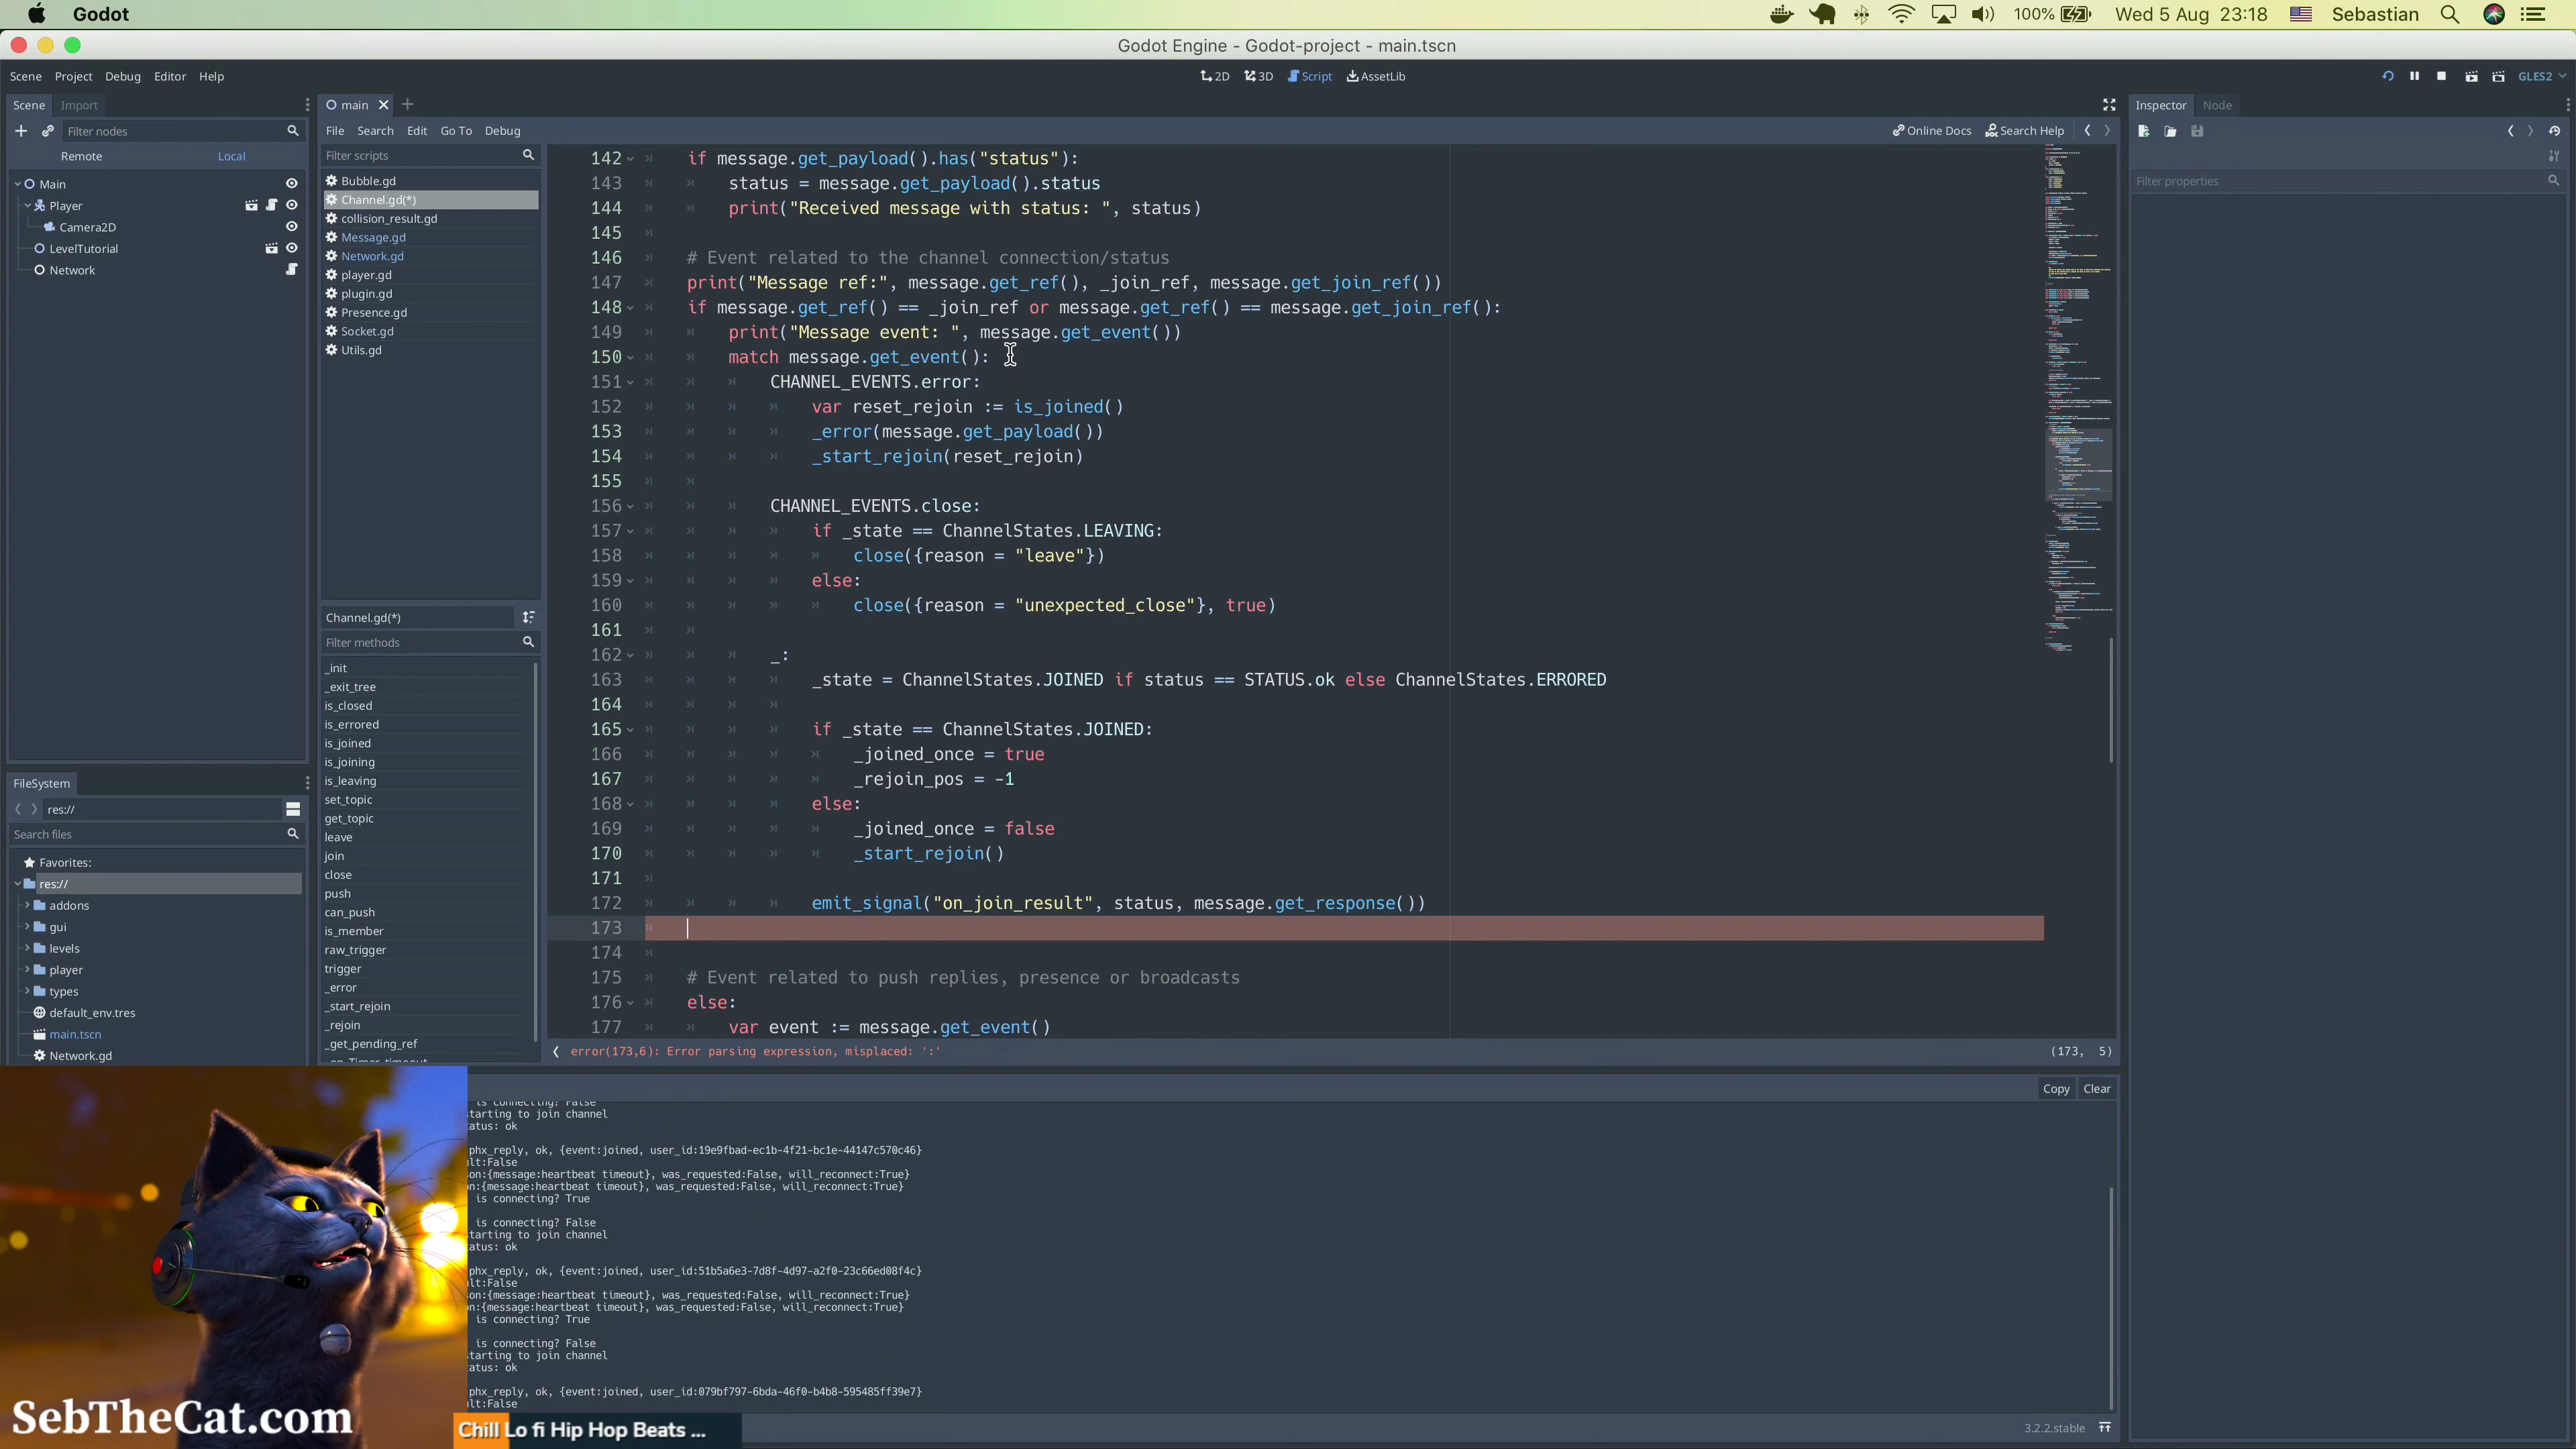 Godot
100%
Wed 5 Aug 23:18
Sebastian
Godot Engine - Godot-project - main.tscn
Scene Project Debug Editor Help
2D 3D Script AssetLib
GLES2
Scene Import
main
Inspector Node
Filter nodes
File Search Edit Go To Debug
Online Docs Search Help
Remote Local
Filter scripts
Filter properties
Main
Player
Camera2D
LevelTutorial
Network
Bubble.gd
Channel.gd(*)
collision_result.gd
Message.gd
Network.gd
player.gd
plugin.gd
Presence.gd
Socket.gd
Utils.gd
Channel.gd(*)
Filter methods
_init
_exit_tree
is_closed
is_errored
is_joined
is_joining
is_leaving
set_topic
get_topic
leave
join
close
push
can_push
is_member
raw_trigger
trigger
_error
_start_rejoin
_rejoin
_get_pending_ref
_on_Timer_timeout
FileSystem
res://
Search files
Favorites:
res://
addons
gui
levels
player
types
default_env.tres
main.tscn
Network.gd
142 if message.get_payload().has("status"):
143 status = message.get_payload().status
144 print("Received message with status: ", status)
145
146 # Event related to the channel connection/status
147 print("Message ref:", message.get_ref(), _join_ref, message.get_join_ref())
148 if message.get_ref() == _join_ref or message.get_ref() == message.get_join_ref():
149 print("Message event: ", message.get_event())
150 match message.get_event():
151 CHANNEL_EVENTS.error:
152 var reset_rejoin := is_joined()
153 _error(message.get_payload())
154 _start_rejoin(reset_rejoin)
155
156 CHANNEL_EVENTS.close:
157 if _state == ChannelStates.LEAVING:
158 close({reason = "leave"})
159 else:
160 close({reason = "unexpected_close"}, true)
161
162 _:
163 _state = ChannelStates.JOINED if status == STATUS.ok else ChannelStates.ERRORED
164
165 if _state == ChannelStates.JOINED:
166 _joined_once = true
167 _rejoin_pos = -1
168 else:
169 _joined_once = false
170 _start_rejoin()
171
172 emit_signal("on_join_result", status, message.get_response())
173
174
175 # Event related to push replies, presence or broadcasts
176 else:
177 var event := message.get_event()
error(173,6): Error parsing expression, misplaced: ':'
(173, 5)
Copy Clear
is connecting? False
tarting to join channel
atus: ok
phx_reply, ok, {event:joined, user_id:19e9fbad-ec1b-4f21-bc1e-44147c570c46}
lt:False
on:{message:heartbeat timeout}, was_requested:False, will_reconnect:True}
n:{message:heartbeat timeout}, was_requested:False, will_reconnect:True}
is connecting? True
is connecting? False
tarting to join channel
atus: ok
phx_reply, ok, {event:joined, user_id:51b5a6e3-7d8f-4d97-a2f0-23c66ed08f4c}
lt:False
on:{message:heartbeat timeout}, was_requested:False, will_reconnect:True}
n:{message:heartbeat timeout}, was_requested:False, will_reconnect:True}
is connecting? True
is connecting? False
tarting to join channel
atus: ok
phx_reply, ok, {event:joined, user_id:079bf797-6bda-46f0-b4b8-595485ff39e7}
lt:False
3.2.2.stable
SebTheCat.com
Chill Lo fi Hip Hop Beats ...